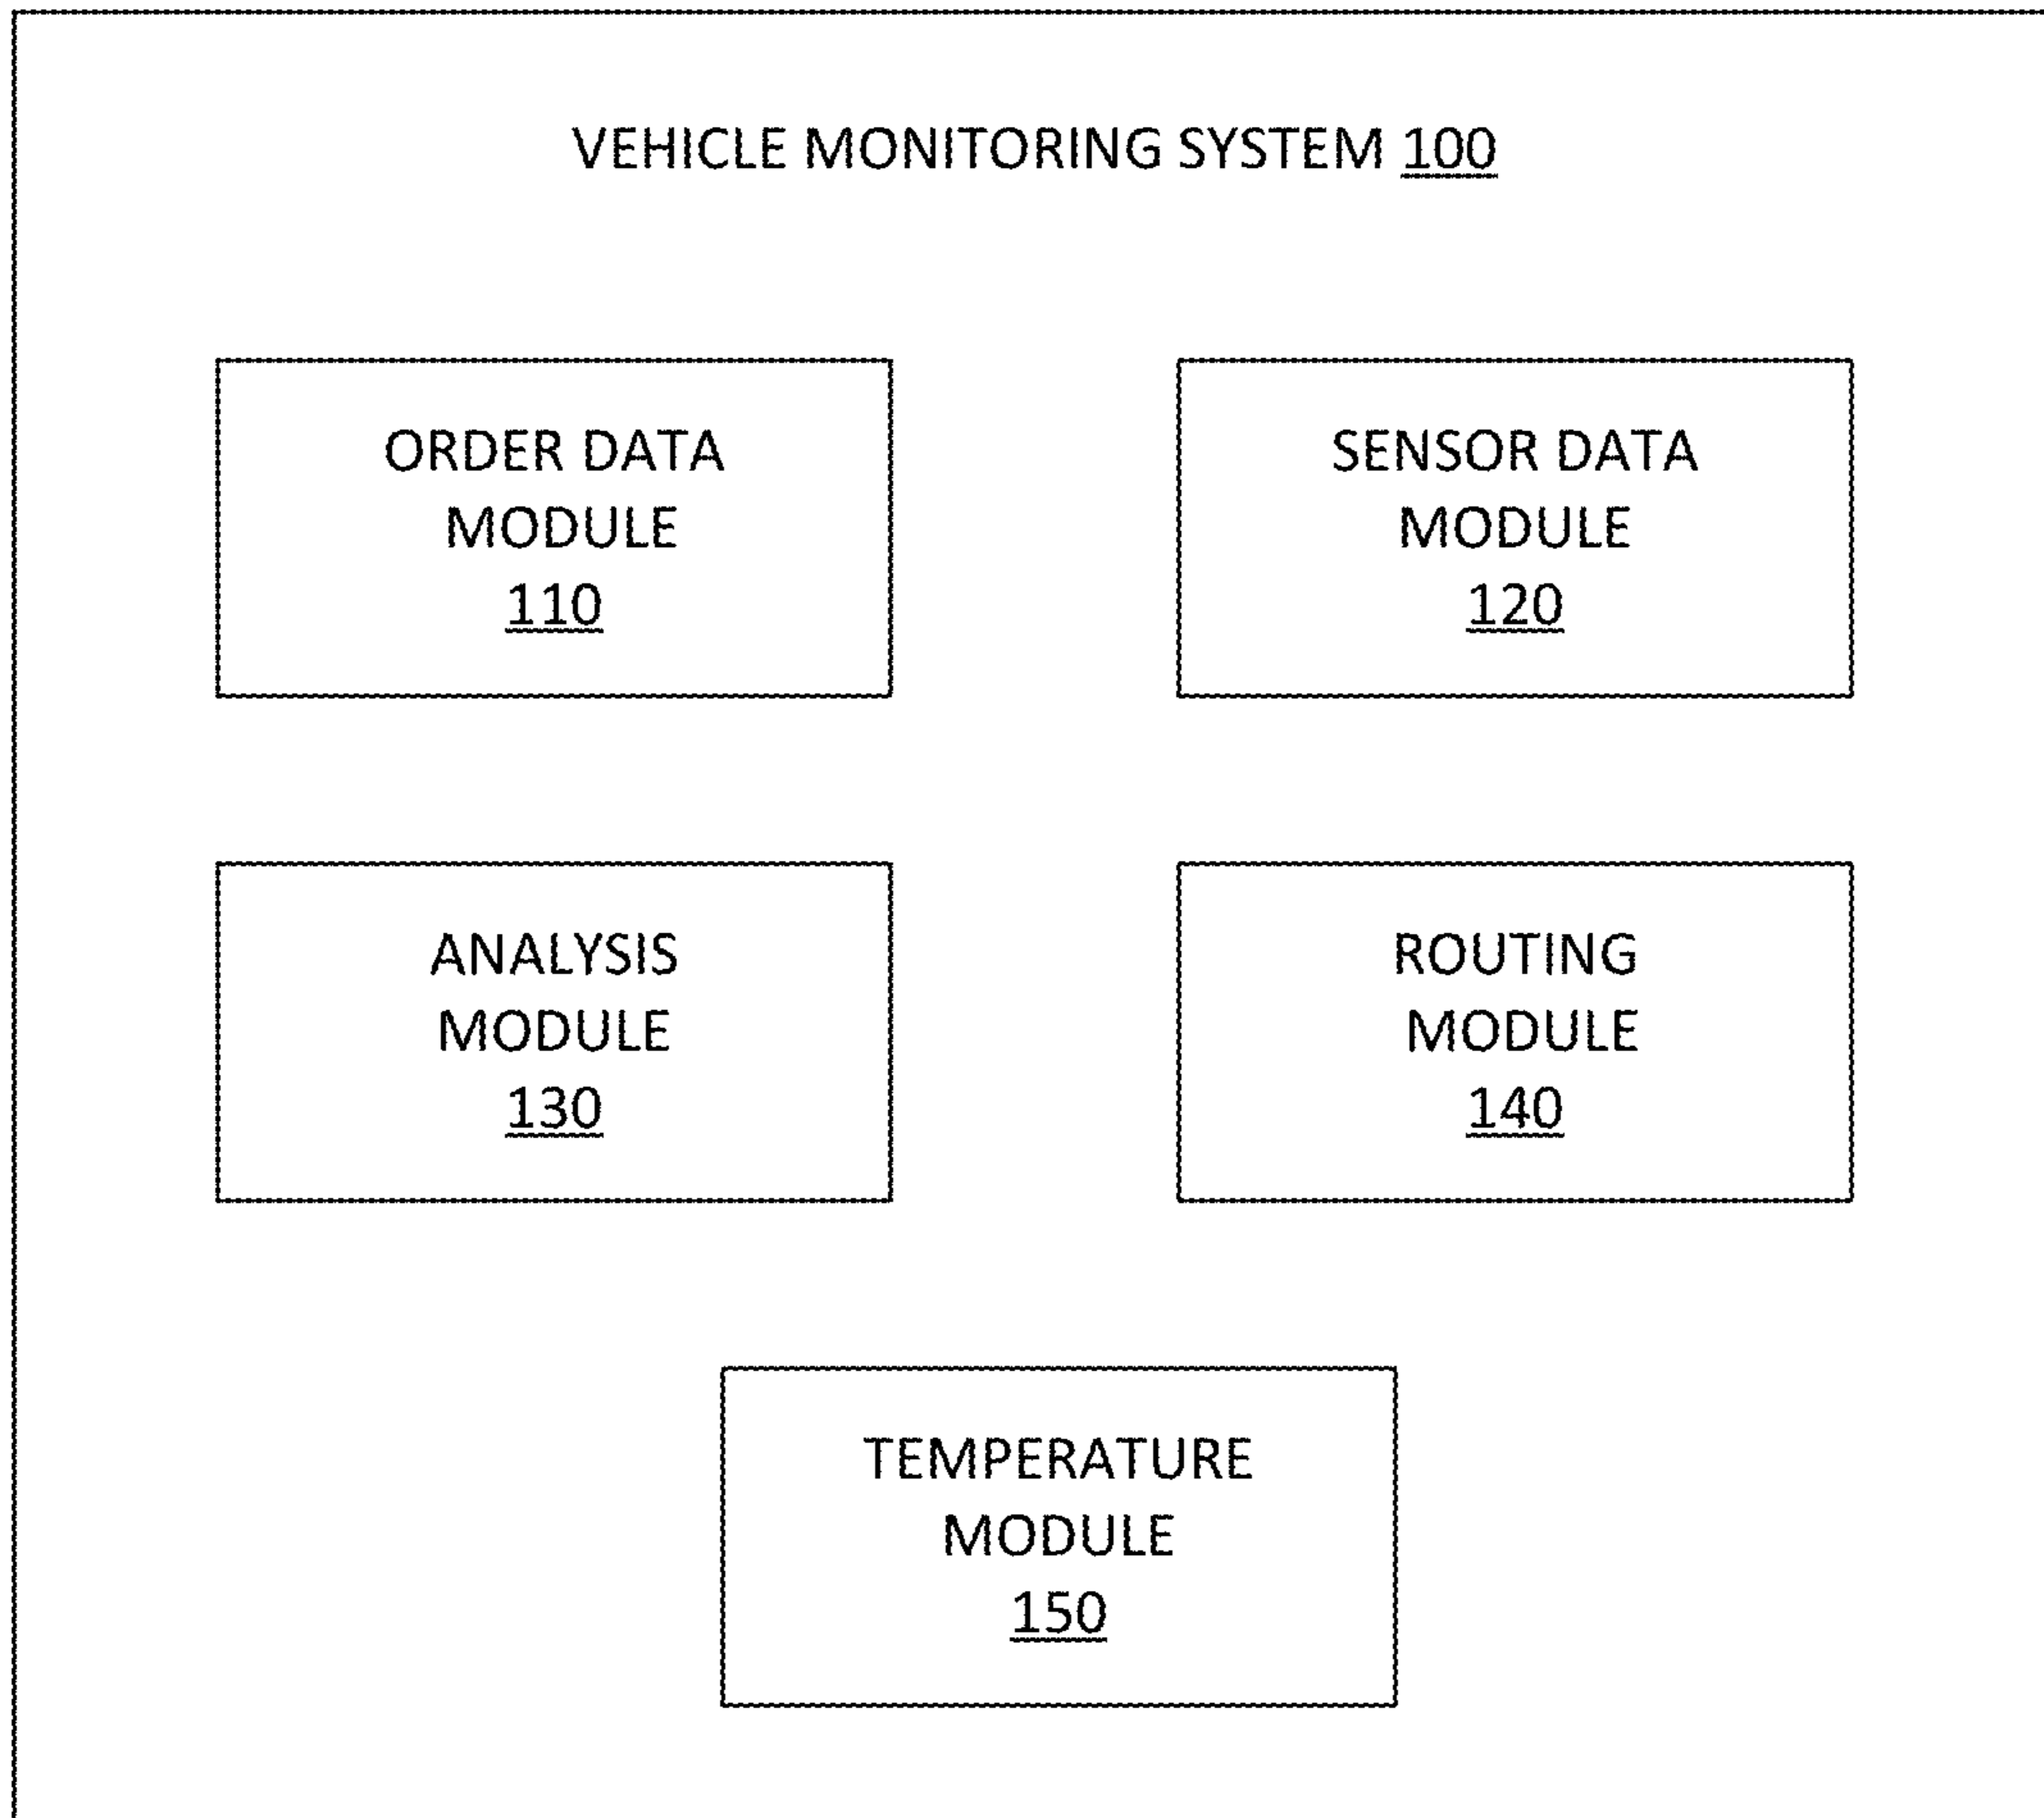 VEHICLE MONITORING SYSTEM 100
ORDER DATA
MODULE
110
SENSOR DATA
MODULE
120
ANALYSIS
MODULE
130
ROUTING
MODULE
140
TEMPERATURE
MODULE
150